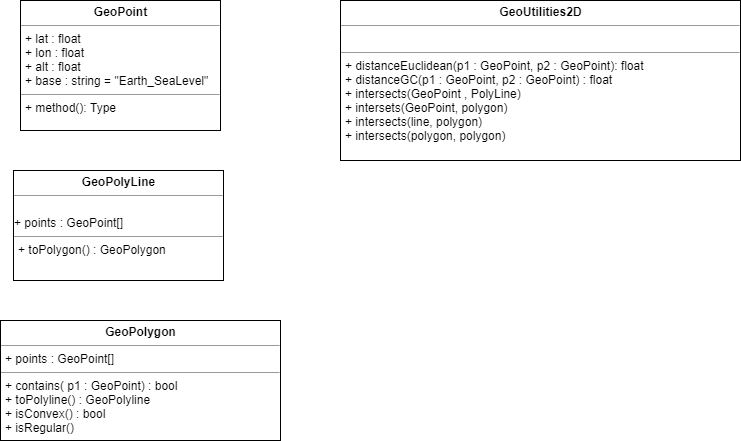 GeoPoint
+ lat : float
+ lon : float
+ alt : float
+ base : string = "Earth_SeaLevel"
+ method(): Type
GeoUtilities2D
+ distanceEuclidean(p1 : GeoPoint, p2 : GeoPoint): float
+ distanceGC(p1 : GeoPoint, p2 : GeoPoint) : float
+ intersects(GeoPoint , PolyLine)
+ intersets(GeoPoint, polygon)
+ intersects(line, polygon)
+ intersects(polygon, polygon)
GeoPolyLine
+ points : GeoPoint[]
+ toPolygon() : GeoPolygon
GeoPolygon
+ points : GeoPoint[]
+ contains( p1 : GeoPoint) : bool
+ toPolyline() : GeoPolyline
+ isConvex() : bool
+ isRegular()